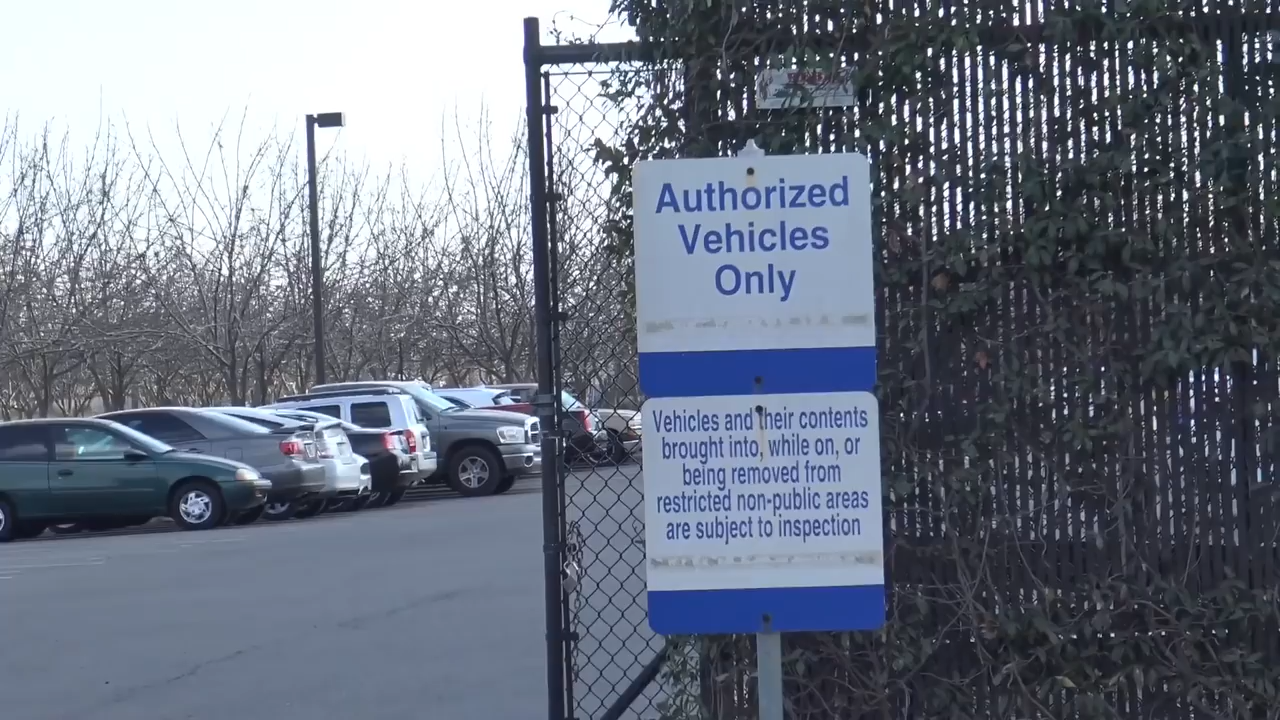 Authorized
Vehicles
Only
Vehicles and their contents
brought into, while on, or
being removed from
restricted non-public areas
are subject to inspection